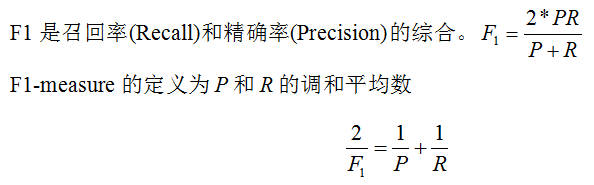 F1 是召回率(Recall)和精确率(Precision)的综合。 F₁ = 2*PR / (P + R)
F1-measure 的定义为 P 和 R 的调和平均数
2/F₁ = 1/P + 1/R